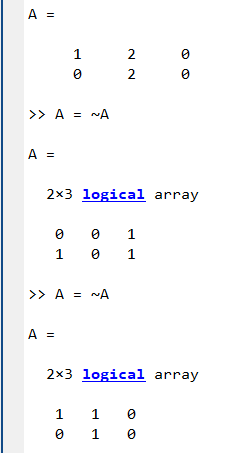 A =
1 2 0
0 2 0
>> A = ~A
A =
2×3 logical array
0 0 1
1 0 1
>> A = ~A
A =
2×3 logical array
1 1 0
0 1 0